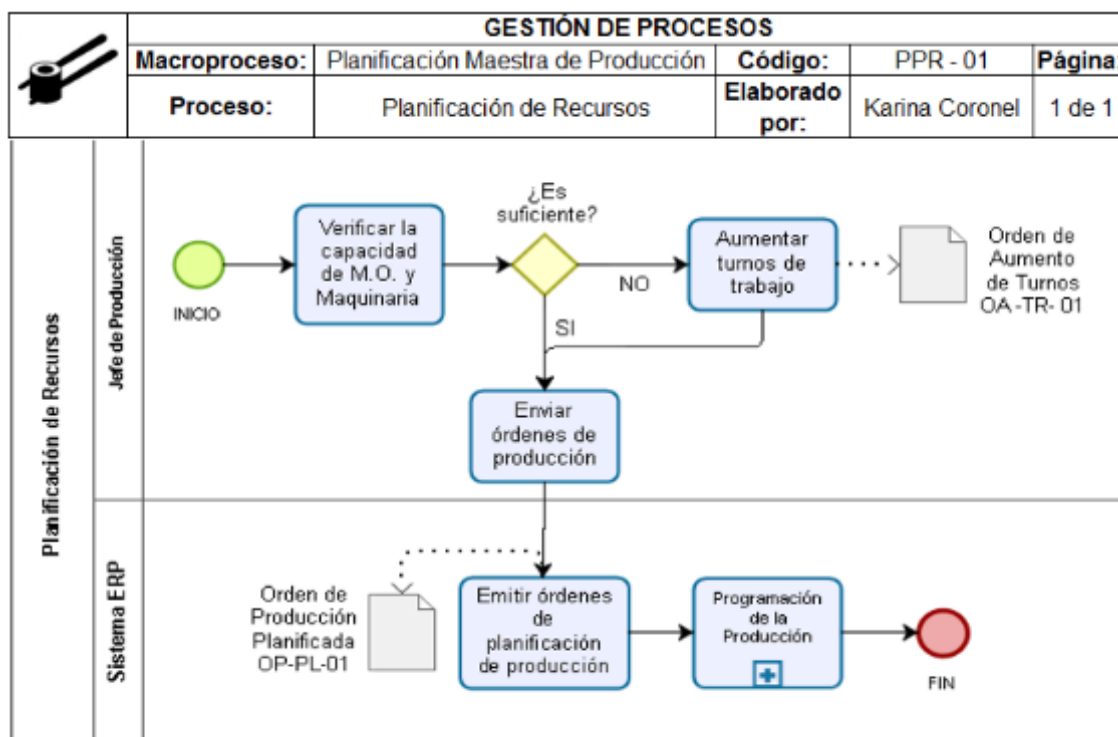 GESTIÓN DE PROCESOS
Macroproceso: Planificación Maestra de Producción Código: PPR - 01 Página:
Proceso: Planificación de Recursos Elaborado por: Karina Coronel 1 de 1
Planificación de Recursos
Jefe de Producción
INICIO
Verificar la
capacidad
de M.O. y
Maquinaria
¿Es
suficiente?
NO
SI
Aumentar
turnos de
trabajo
Orden de
Aumento
de Turnos
OA-TR-01
Enviar
órdenes de
producción
Sistema ERP
Orden de
Producción
Planificada
OP-PL-01
Emitir órdenes
de
planificación
de producción
Programación
de la
Producción
FIN